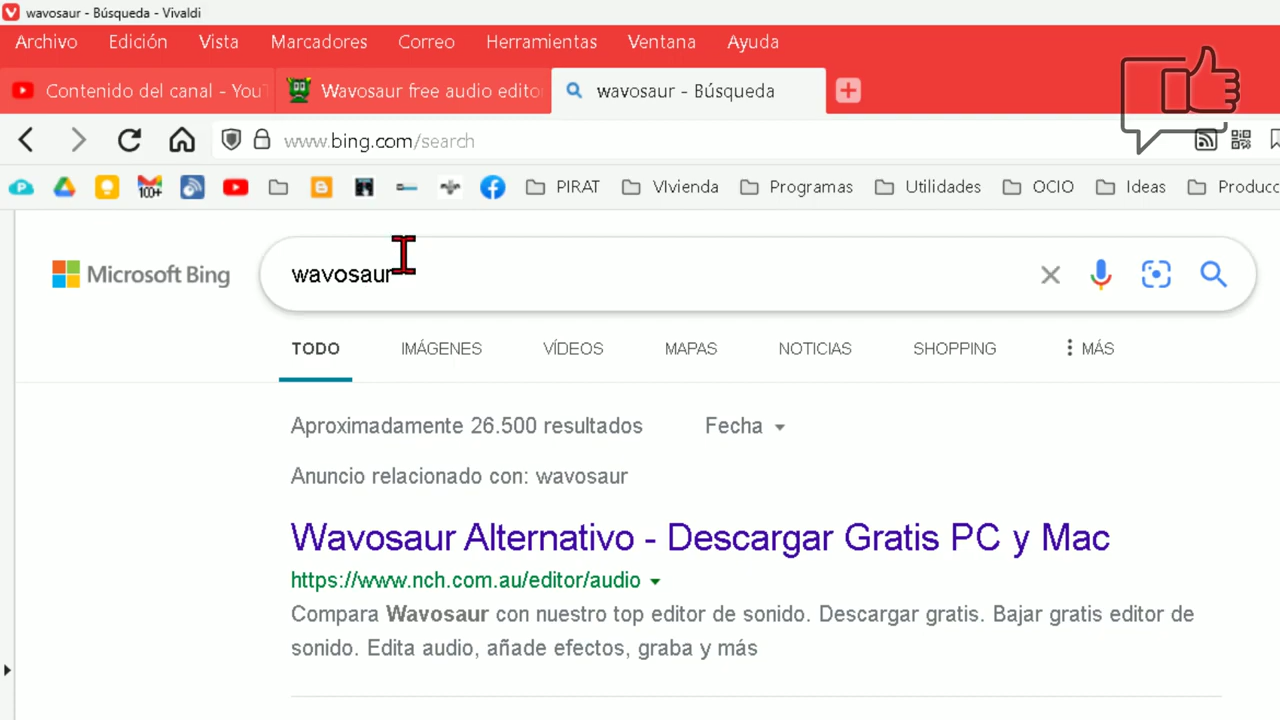 wavosaur - Búsqueda - Vivaldi
Archivo Edición Vista Marcadores Correo Herramientas Ventana Ayuda
Contenido del canal - YouT Wavosaur free audio edito wavosaur - Búsqueda
www.bing.com/search
100+ PIRAT VIvienda Programas Utilidades OCIO Ideas Producc
Microsoft Bing wavosaur
TODO IMÁGENES VÍDEOS MAPAS NOTICIAS SHOPPING MÁS
Aproximadamente 26.500 resultados Fecha
Anuncio relacionado con: wavosaur
Wavosaur Alternativo - Descargar Gratis PC y Mac
https://www.nch.com.au/editor/audio
Compara Wavosaur con nuestro top editor de sonido. Descargar gratis. Bajar gratis editor de
sonido. Edita audio, añade efectos, graba y más